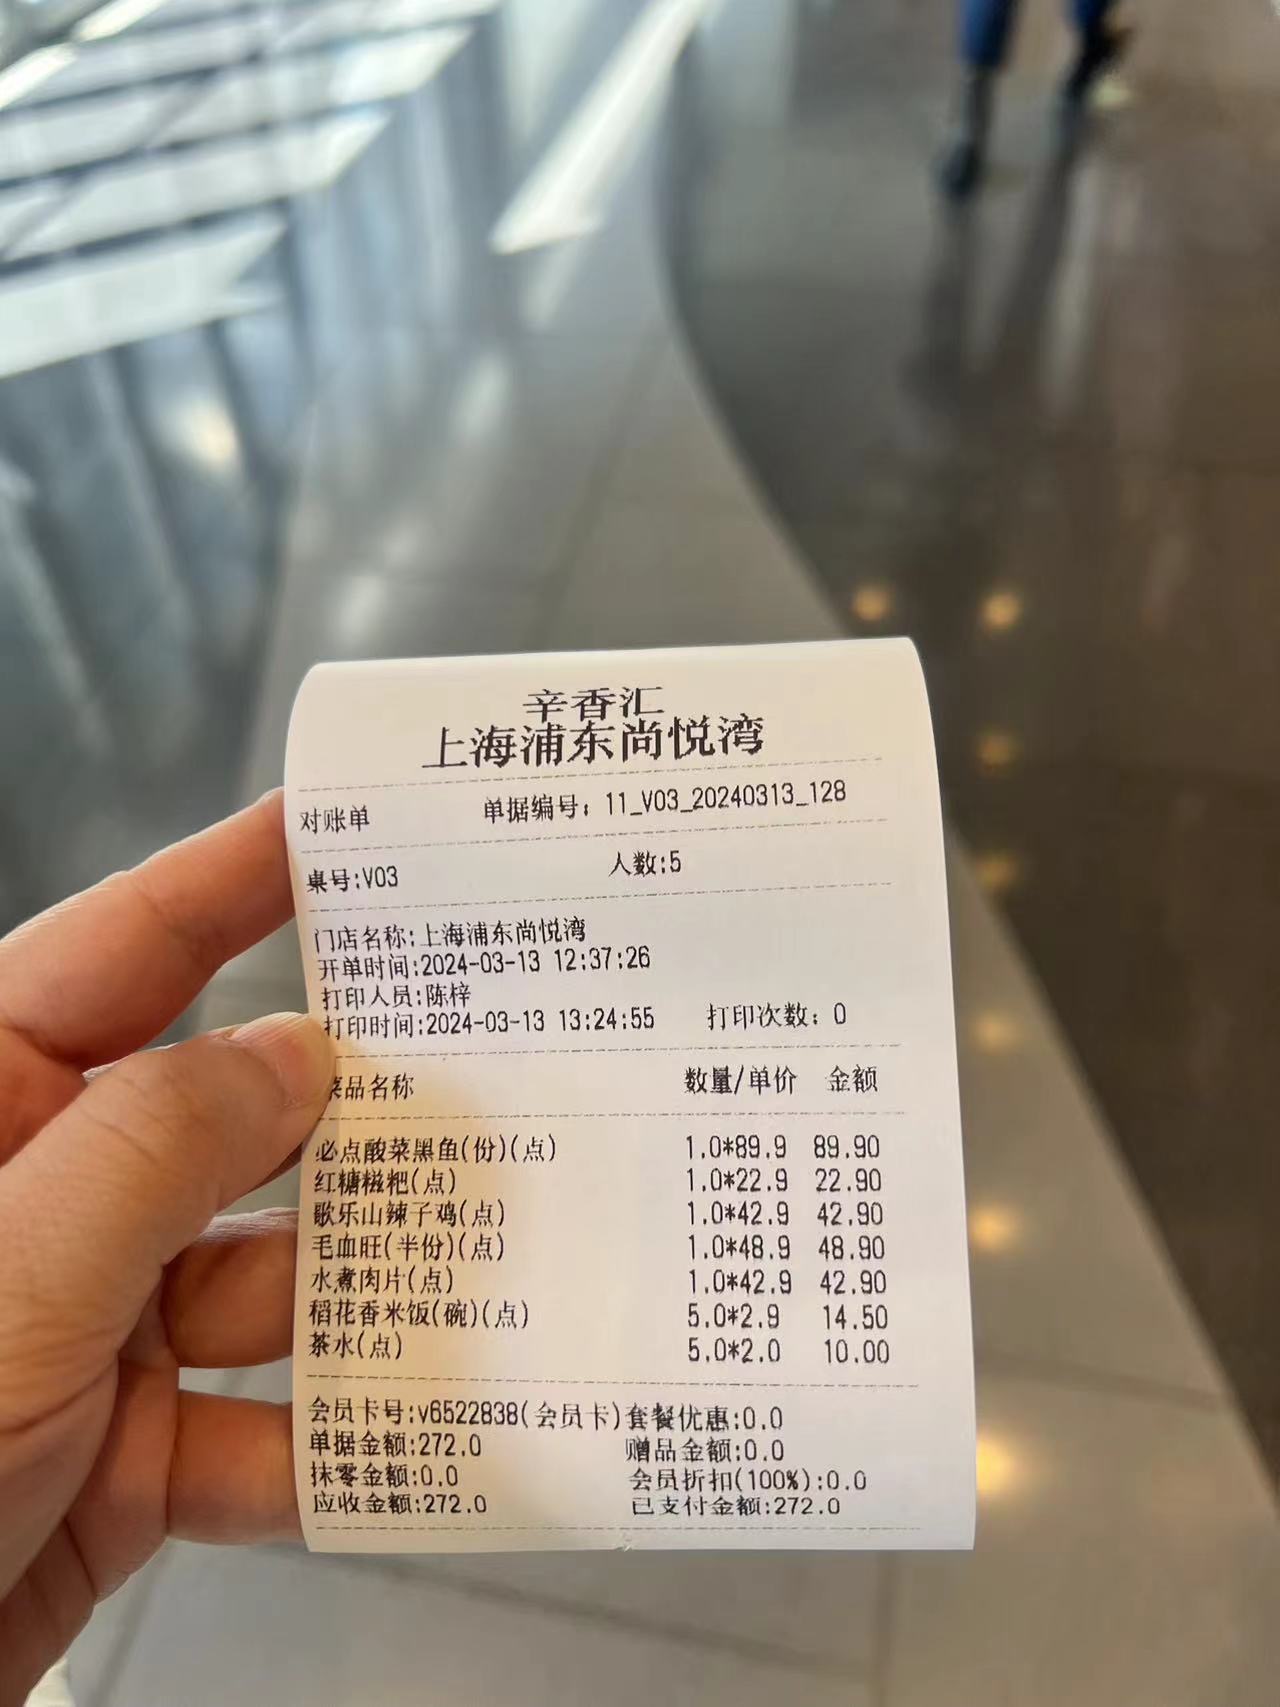 辛香汇
上海浦东尚悦湾
对账单 单据编号: 11_V03_20240313_128
桌号:V03 人数:5
门店名称:上海浦东尚悦湾
开单时间:2024-03-13 12:37:26
打印人员:陈梓
打印时间:2024-03-13 13:24:55 打印次数: 0
菜品名称 数量/单价 金额
必点酸菜黑鱼(份)(点) 1.0*89.9 89.90
红糖糍粑(点) 1.0*22.9 22.90
歌乐山辣子鸡(点) 1.0*42.9 42.90
毛血旺(半份)(点) 1.0*48.9 48.90
水煮肉片(点) 1.0*42.9 42.90
稻花香米饭(碗)(点) 5.0*2.9 14.50
茶水(点) 5.0*2.0 10.00
会员卡号:v6522838(会员卡)套餐优惠:0.0
单据金额:272.0 赠品金额:0.0
抹零金额:0.0 会员折扣(100%):0.0
应收金额:272.0 已支付金额:272.0